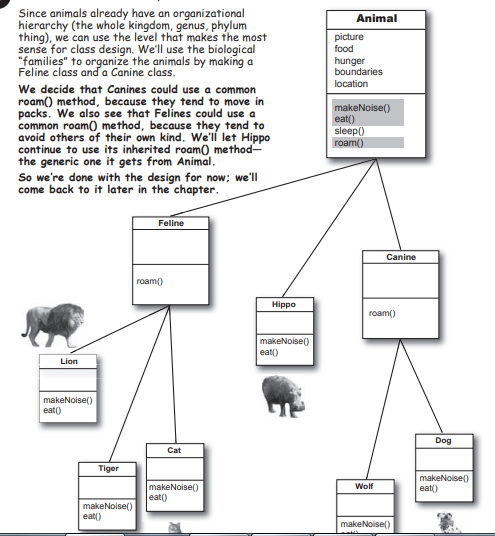 Since animals already have an organizational
hierarchy (the whole kingdom, genus, phylum
thing), we can use the level that makes the most
sense for class design. We'll use the biological
"families" to organize the animals by making a
Feline class and a Canine class.
We decide that Canines could use a common
roam() method, because they tend to move in
packs. We also see that Felines could use a
common roam() method, because they tend to
avoid others of their own kind. We'll let Hippo
continue to use its inherited roam() method—
the generic one it gets from Animal.
So we're done with the design for now; we'll
come back to it later in the chapter.
Animal
picture
food
hunger
boundaries
location
makeNoise()
eat()
sleep()
roam()
Feline
roam()
Canine
roam()
Hippo
makeNoise()
eat()
Lion
makeNoise()
eat()
Cat
makeNoise()
eat()
Tiger
makeNoise()
eat()
Dog
makeNoise()
eat()
Wolf
makeNoise()